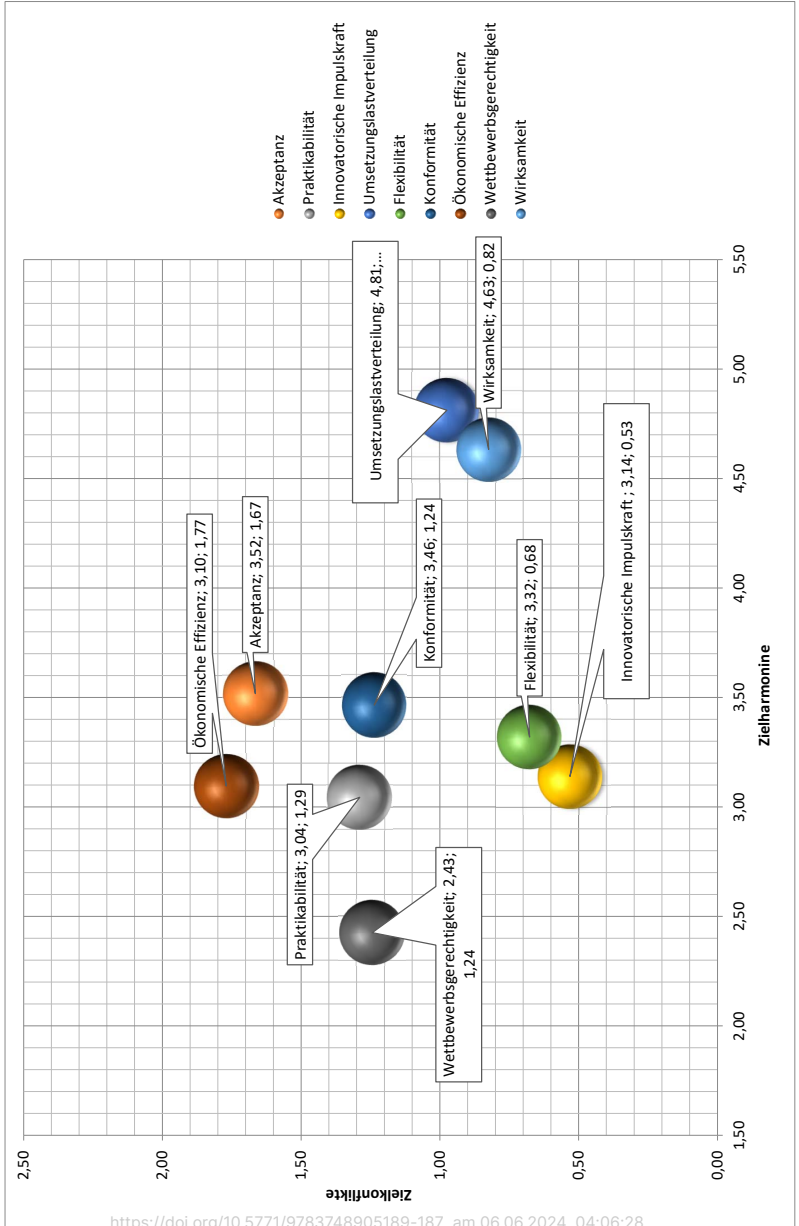 2,50
2,00
1,50
1,00
0,50
0,00
Zielkonflikte
1,50
2,00
2,50
3,00
3,50
4,00
4,50
5,00
5,50
Zielharmonine
Ökonomische Effizienz; 3,10; 1,77
Akzeptanz; 3,52; 1,67
Praktikabilität; 3,04; 1,29
Konformität; 3,46; 1,24
Wettbewerbsgerechtigkeit; 2,43;
1,24
Umsetzungslastverteilung; 4,81;...
Wirksamkeit; 4,63; 0,82
Flexibilität; 3,32; 0,68
Innovatorische Impulskraft ; 3,14; 0,53
Akzeptanz
Praktikabilität
Innovatorische Impulskraft
Umsetzungslastverteilung
Flexibilität
Konformität
Ökonomische Effizienz
Wettbewerbsgerechtigkeit
Wirksamkeit
https://doi.org/10.5771/9783748905189-187, am 06.06.2024, 04:06:28